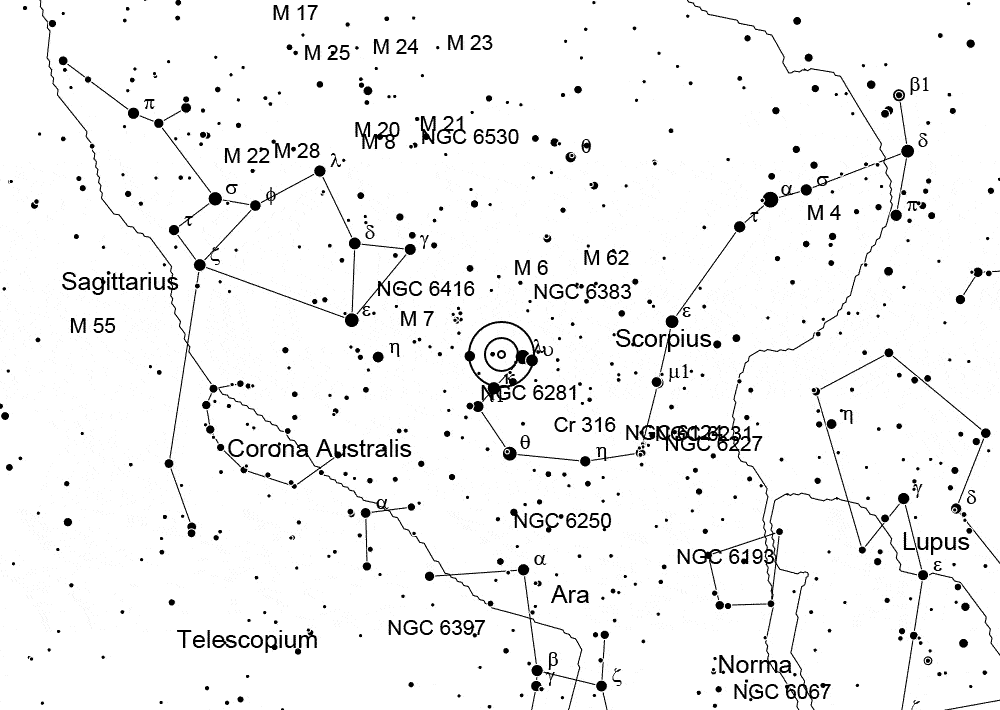 M 17
M 25
M 24
M 23
β1
π
M 20
M 21
M 8
NGC 6530
θ
δ
M 22
M 28
λ
σ
ϕ
α
σ
τ
π
M 4
τ
δ
γ
ζ
M 6
M 62
Sagittarius
NGC 6416
NGC 6383
ε
M 7
ε
M 55
Scorpius
η
λ
υ
μ1
NGC 6281
η
Cr 316
NGC 6231
NGC 6227
Corona Australis
θ
η
γ
δ
α
NGC 6250
Lupus
NGC 6193
α
ε
Ara
NGC 6397
Telescopium
β
γ
ζ
Norma
NGC 6067
ζ